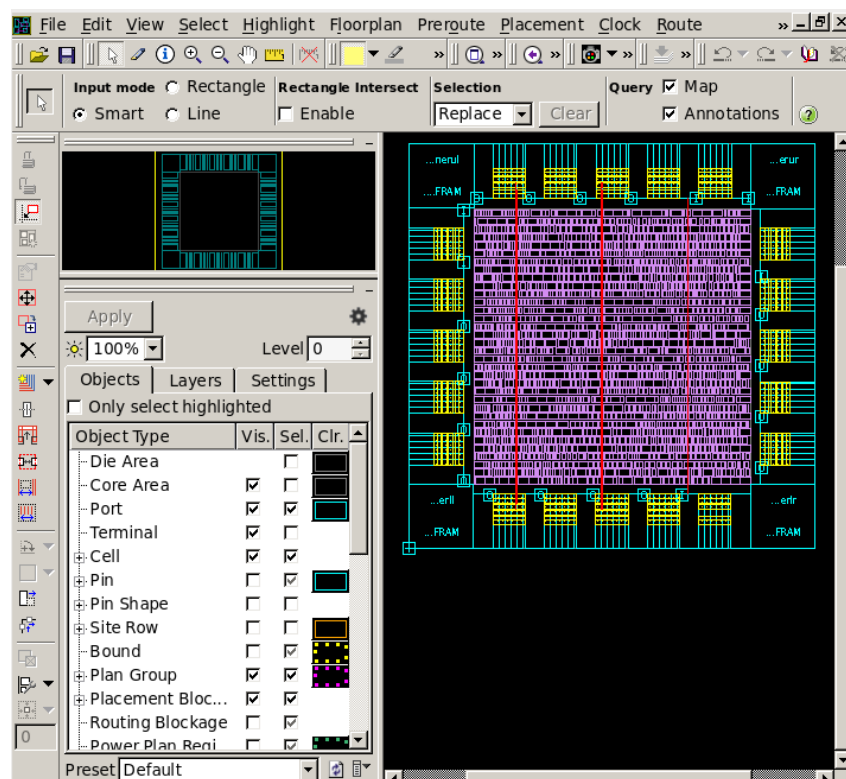 File Edit View Select Highlight Floorplan Preroute Placement Clock Route »
» » » » »
Input mode Rectangle Rectangle Intersect Selection Query Map
Smart Line Enable Replace Clear Annotations
...nerul ...erur
...FRAM ...FRAM
Apply
100% Level 0
Objects Layers Settings
Only select highlighted
Object Type Vis. Sel. Clr.
Die Area
Core Area
Port
Terminal
Cell
Pin
Pin Shape
Site Row
Bound
Plan Group
Placement Bloc...
Routing Blockage
Power Plan Regi
...erll ...erlr
...FRAM ...FRAM
0
Preset Default